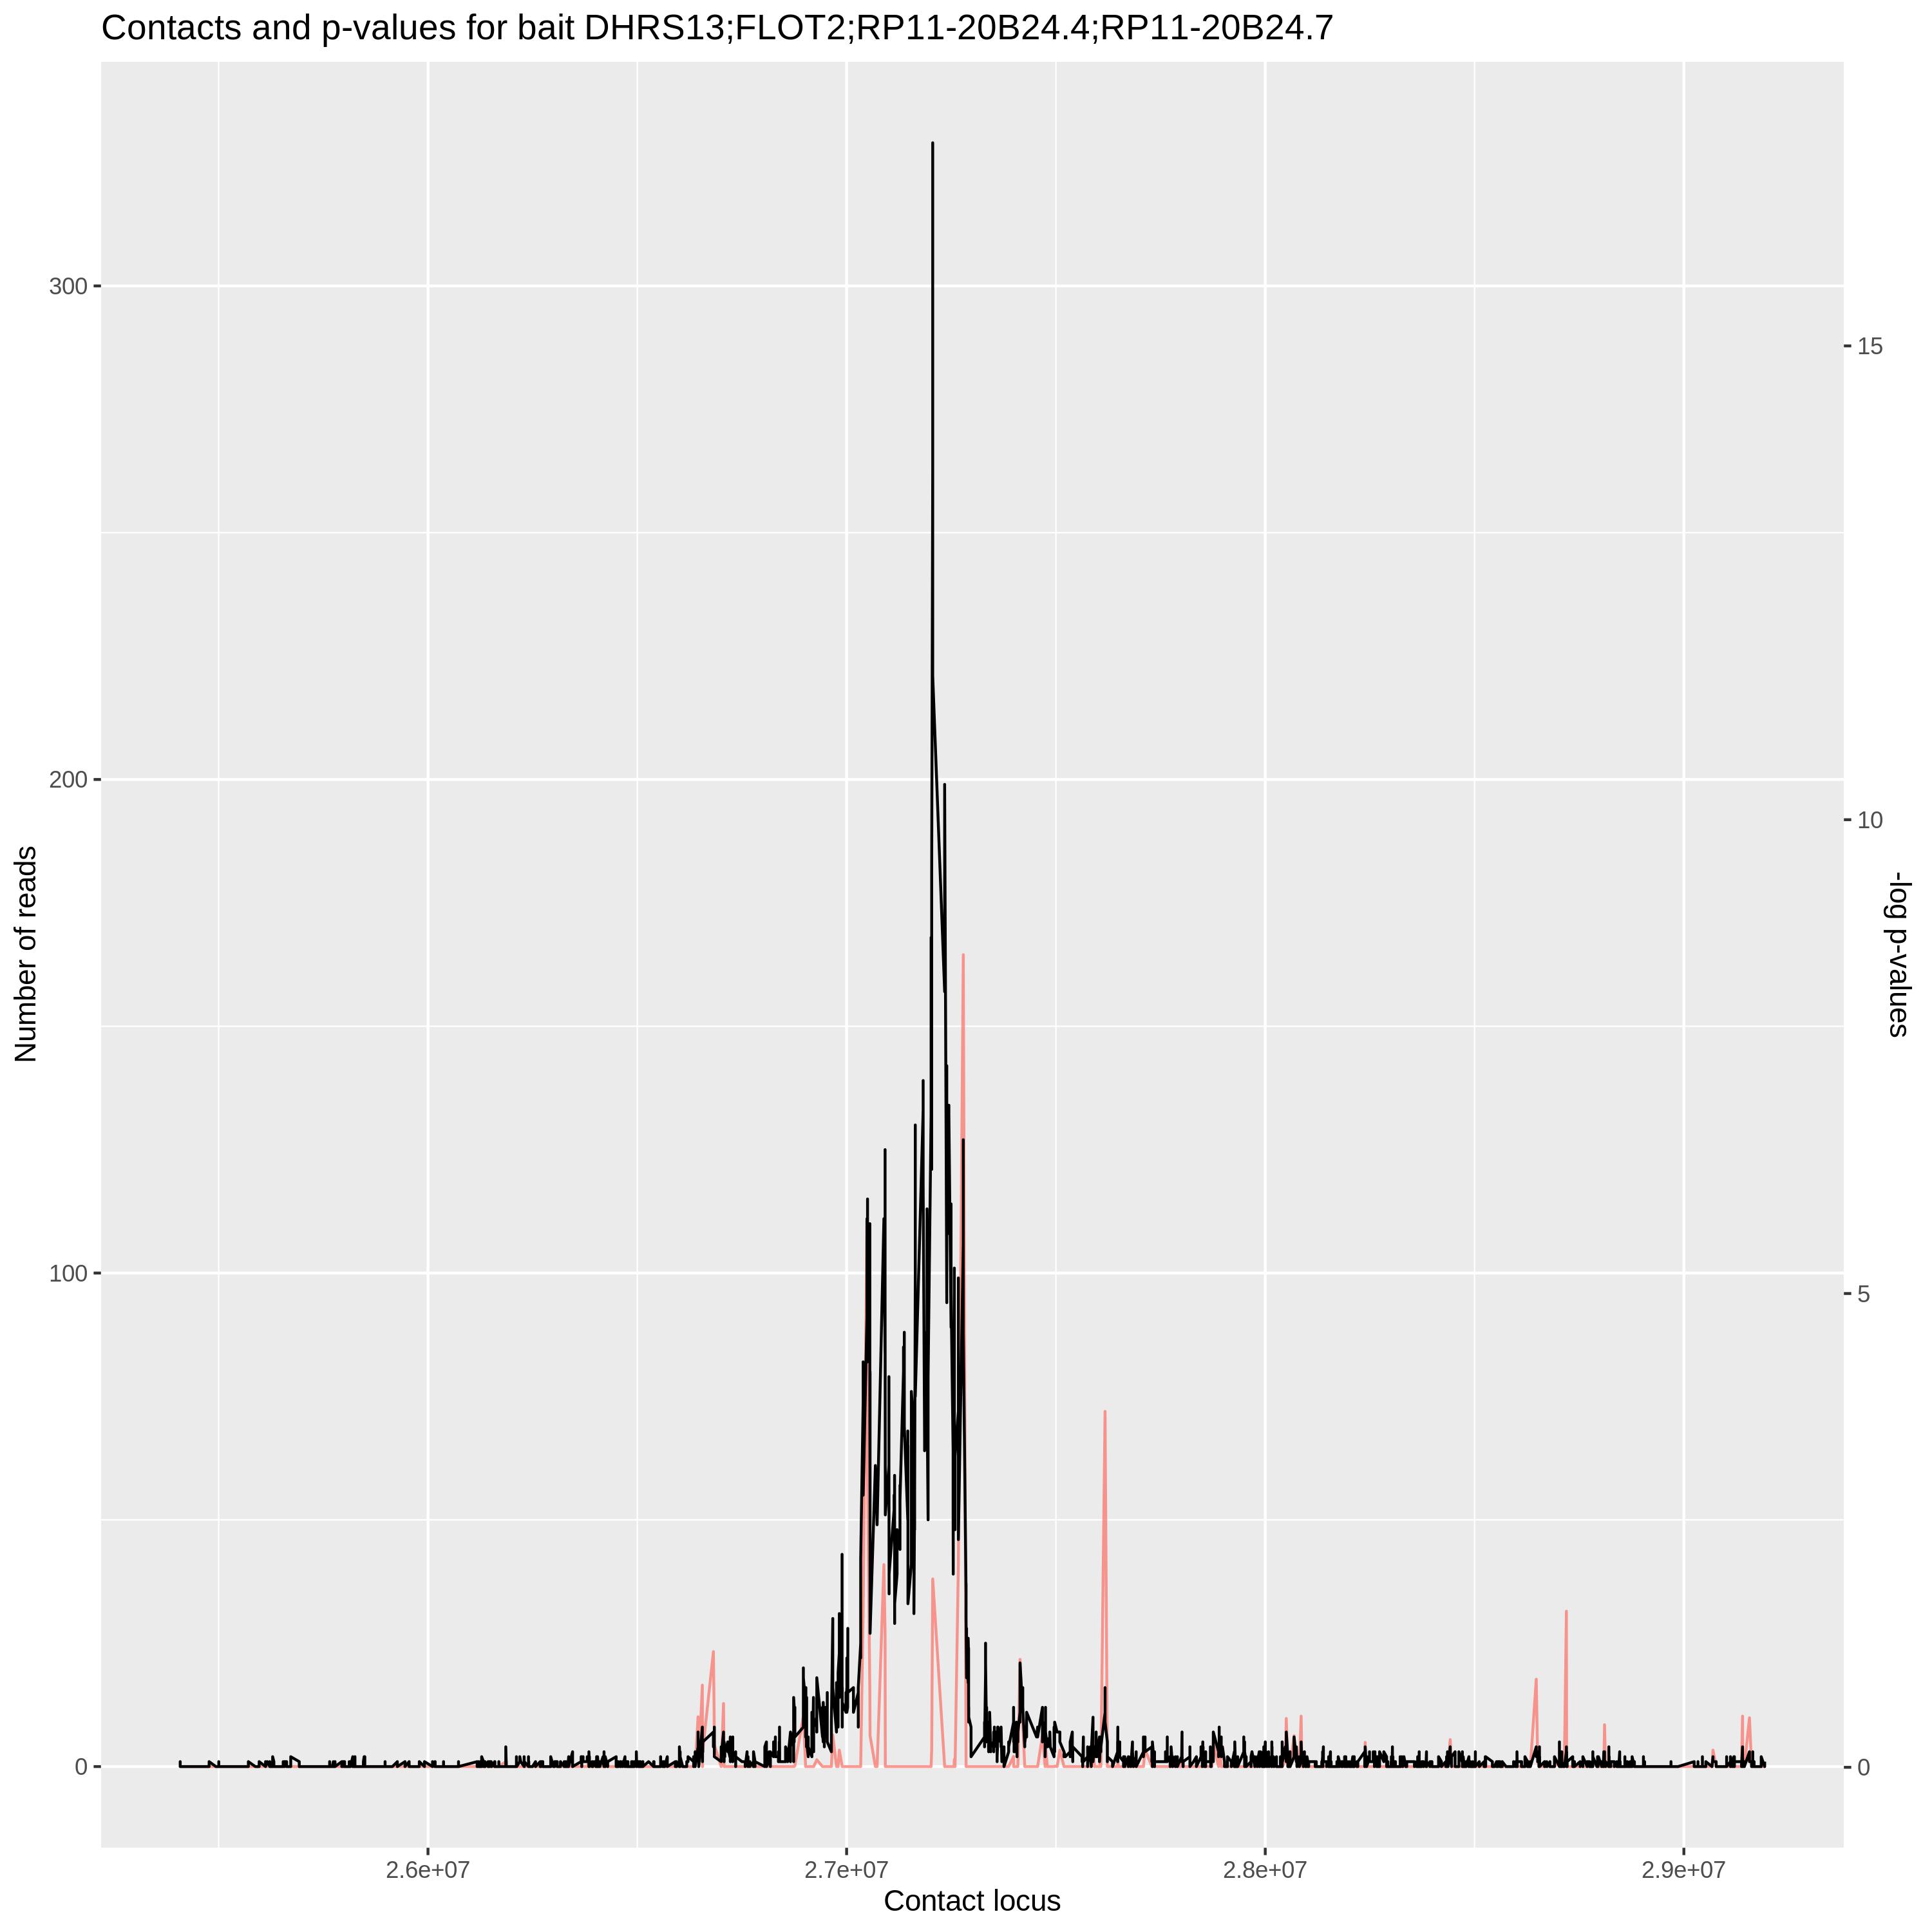 Contacts and p-values for bait DHRS13;FLOT2;RP11-20B24.4;RP11-20B24.7
Number of reads
300
200
100
0
15
10
5
0
-log p-values
2.6e+07
2.7e+07
2.8e+07
2.9e+07
Contact locus